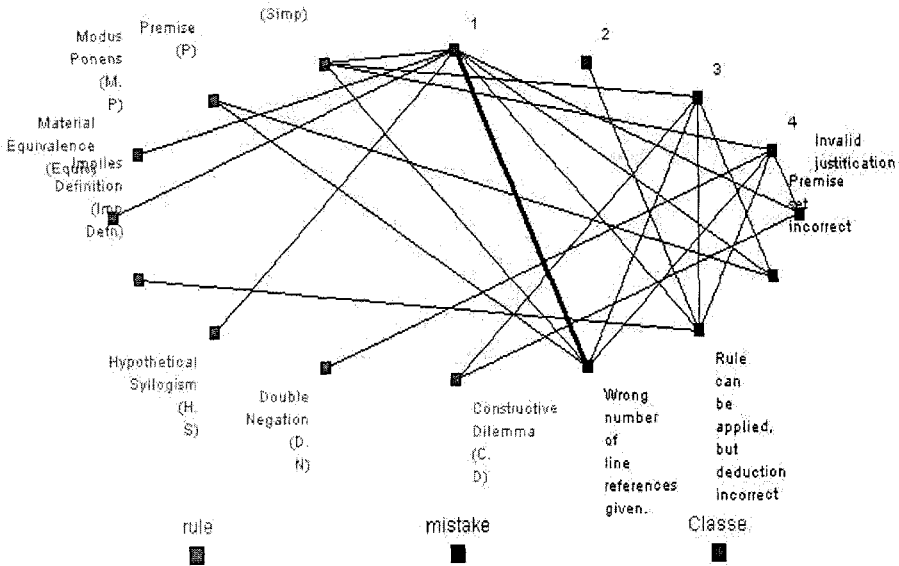 (Simp)
1
2
3
4
Premise
(P)
Modus
Ponens
(M.
P)
Material
Equivalence
(Equiv)
Implies
Definition
(Imp
Defn)
Invalid
justification
Premise
set
incorrect
Hypothetical
Syllogism
(H.
S)
Double
Negation
(D.
N)
Constructive
Dilemma
(C.
D)
Wrong
number
of
line
references
given.
Rule
can
be
applied,
but
deduction
incorrect
rule
mistake
Classe